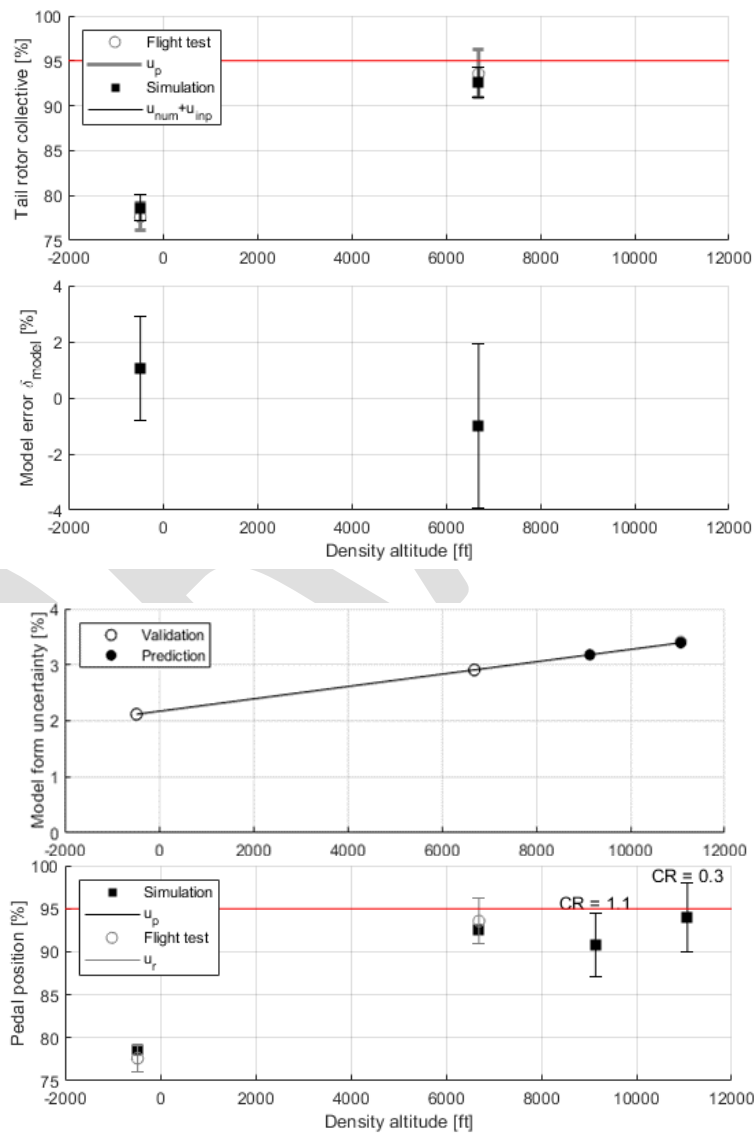 100
95
90
85
80
75
Tail rotor collective [%]
Flight test
u_p
Simulation
u_num+u_inp
-2000 0 2000 4000 6000 8000 10000 12000
4
2
0
-2
-4
Model error δ_model [%]
-2000 0 2000 4000 6000 8000 10000 12000
Density altitude [ft]
4
3
2
1
0
Model form uncertainty [%]
Validation
Prediction
-2000 0 2000 4000 6000 8000 10000 12000
100
95
90
85
80
75
Pedal position [%]
Simulation
u_p
Flight test
u_r
CR = 1.1
CR = 0.3
-2000 0 2000 4000 6000 8000 10000 12000
Density altitude [ft]